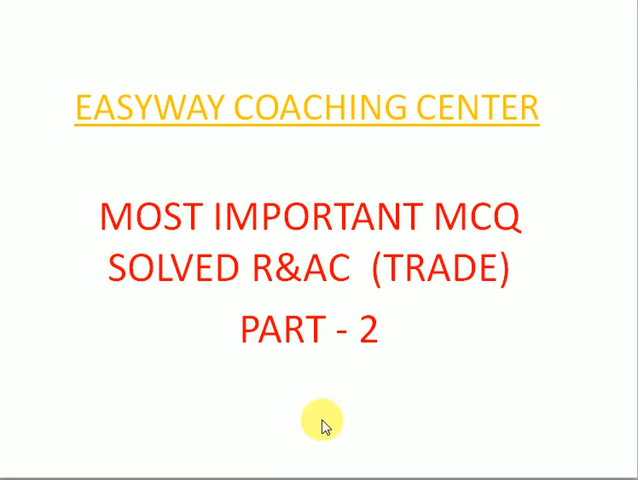 EASYWAY COACHING CENTER
MOST IMPORTANT MCQ
SOLVED R&AC (TRADE)
PART - 2